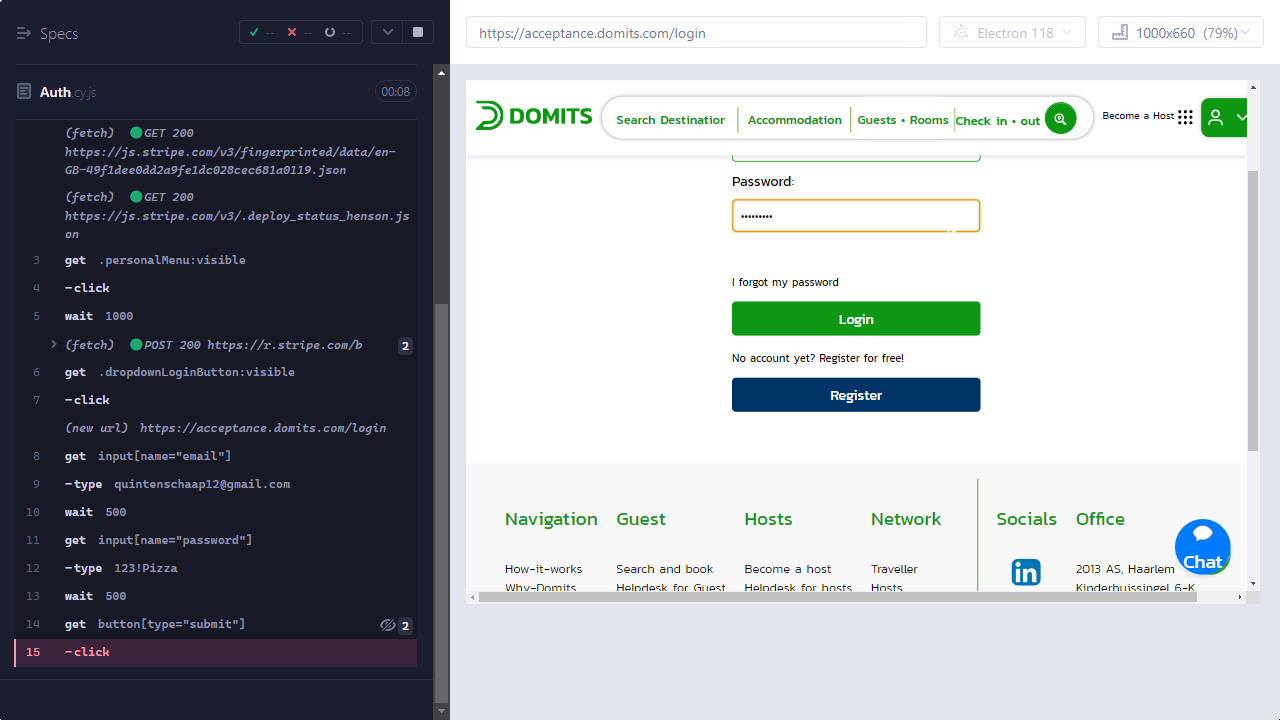 Specs
-- -- --
https://acceptance.domits.com/login
Electron 118
1000x660 (79%)
Auth.cy.js
00:08
(fetch) GET 200
https://js.stripe.com/v3/fingerprinted/data/en-
GB-49f1dee0dd2a9fe1dc028cec681a0119.json
(fetch) GET 200
https://js.stripe.com/v3/.deploy_status_henson.js
on
3 get .personalMenu:visible
4 -click
5 wait 1000
(fetch) POST 200 https://r.stripe.com/b 2
6 get .dropdownLoginButton:visible
7 -click
(new url) https://acceptance.domits.com/login
8 get input[name="email"]
9 -type quintenschaap12@gmail.com
10 wait 500
11 get input[name="password"]
12 -type 123!Pizza
13 wait 500
14 get button[type="submit"] 2
15 -click
DOMITS
Search Destination
Accommodation
Guests • Rooms
Check in • out
Become a Host
Password:
•••••••••
I forgot my password
Login
No account yet? Register for free!
Register
Navigation
How-it-works
Why-Domits
Guest
Search and book
Helpdesk for Guest
Hosts
Become a host
Helpdesk for hosts
Network
Traveller
Hosts
Socials
in
Office
2013 AS, Haarlem
Kinderhuissingel 6-K
Chat